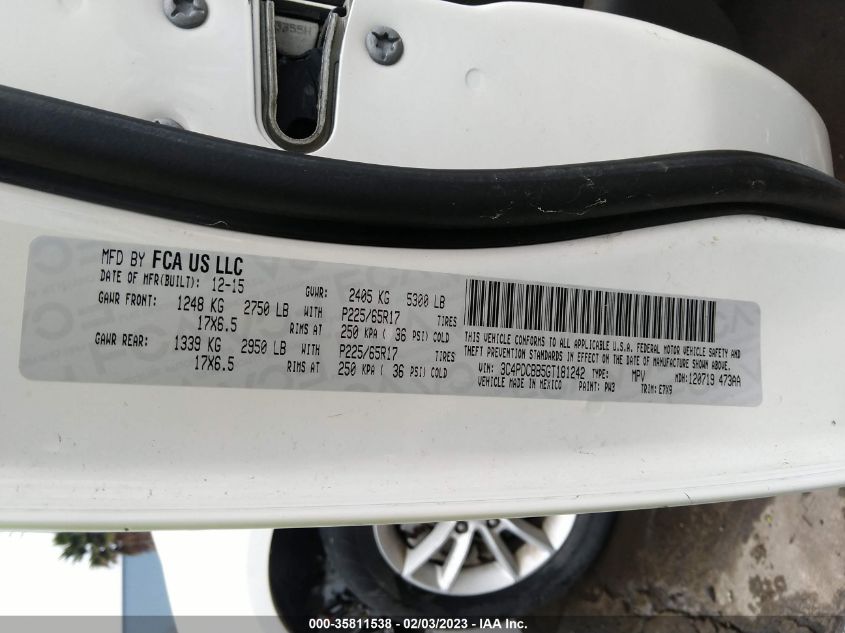 3355H
MFD BY FCA US LLC
DATE OF MFR(BUILT): 12-15 GVWR: 2405 KG 5300 LB
GAWR FRONT: 1248 KG 2750 LB WITH P225/65R17 TIRES
17X6.5 RIMS AT 250 KPA ( 36 PSI) COLD
GAWR REAR: 1339 KG 2950 LB WITH P225/65R17 TIRES
17X6.5 RIMS AT 250 KPA ( 36 PSI) COLD
THIS VEHICLE CONFORMS TO ALL APPLICABLE U.S.A. FEDERAL MOTOR VEHICLE SAFETY AND
THEFT PREVENTION STANDARDS IN EFFECT ON THE DATE OF MANUFACTURE SHOWN ABOVE.
VIN: 3C4PDCBB5GT181242 TYPE: MPV MDH: 120719 473AA
VEHICLE MADE IN MEXICO PAINT: PW3 TRIM: E7X9
000-35811538 - 02/03/2023 - IAA Inc.